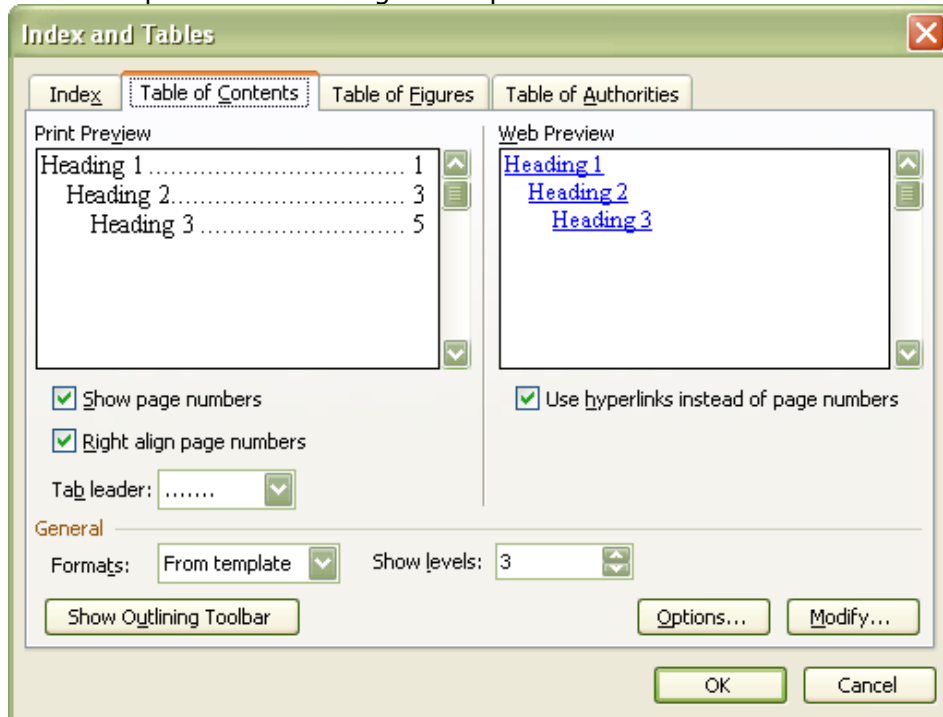 Index and Tables
Index Table of Contents Table of Figures Table of Authorities
Print Preview Web Preview
Heading 1 .................................. 1
Heading 2............................... 3
Heading 3 ........................... 5
Heading 1
Heading 2
Heading 3
Show page numbers
Use hyperlinks instead of page numbers
Right align page numbers
Tab leader: .......
General
Formats: From template Show levels: 3
Show Outlining Toolbar Options... Modify...
OK Cancel